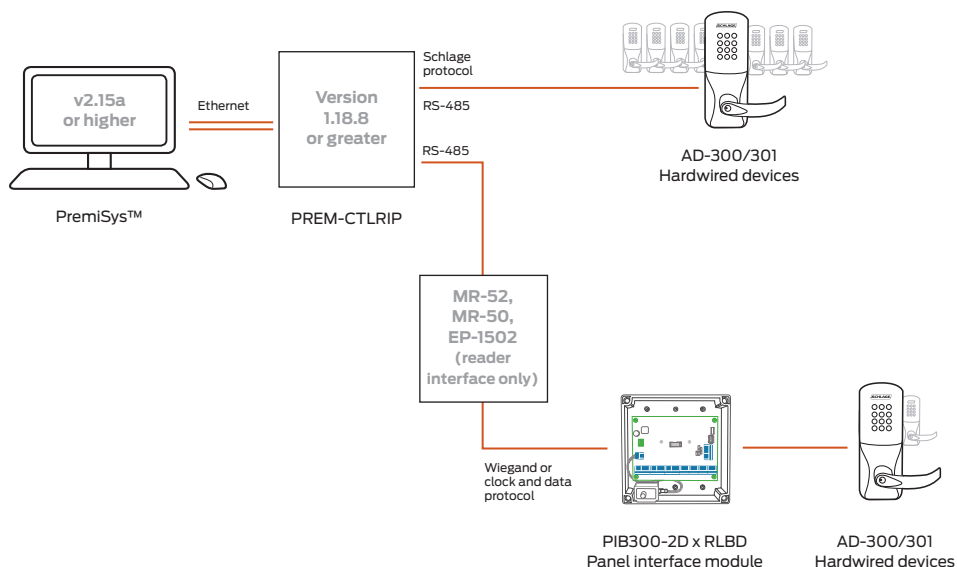 v2.15a
or higher
PremiSys™
Ethernet
Version
1.18.8
or greater
PREM-CTLRIP
Schlage
protocol
RS-485
RS-485
SCHLAGE
AD-300/301
Hardwired devices
MR-52,
MR-50,
EP-1502
(reader
interface only)
Wiegand or
clock and data
protocol
PIB300-2D x RLBD
Panel interface module
SCHLAGE
AD-300/301
Hardwired devices